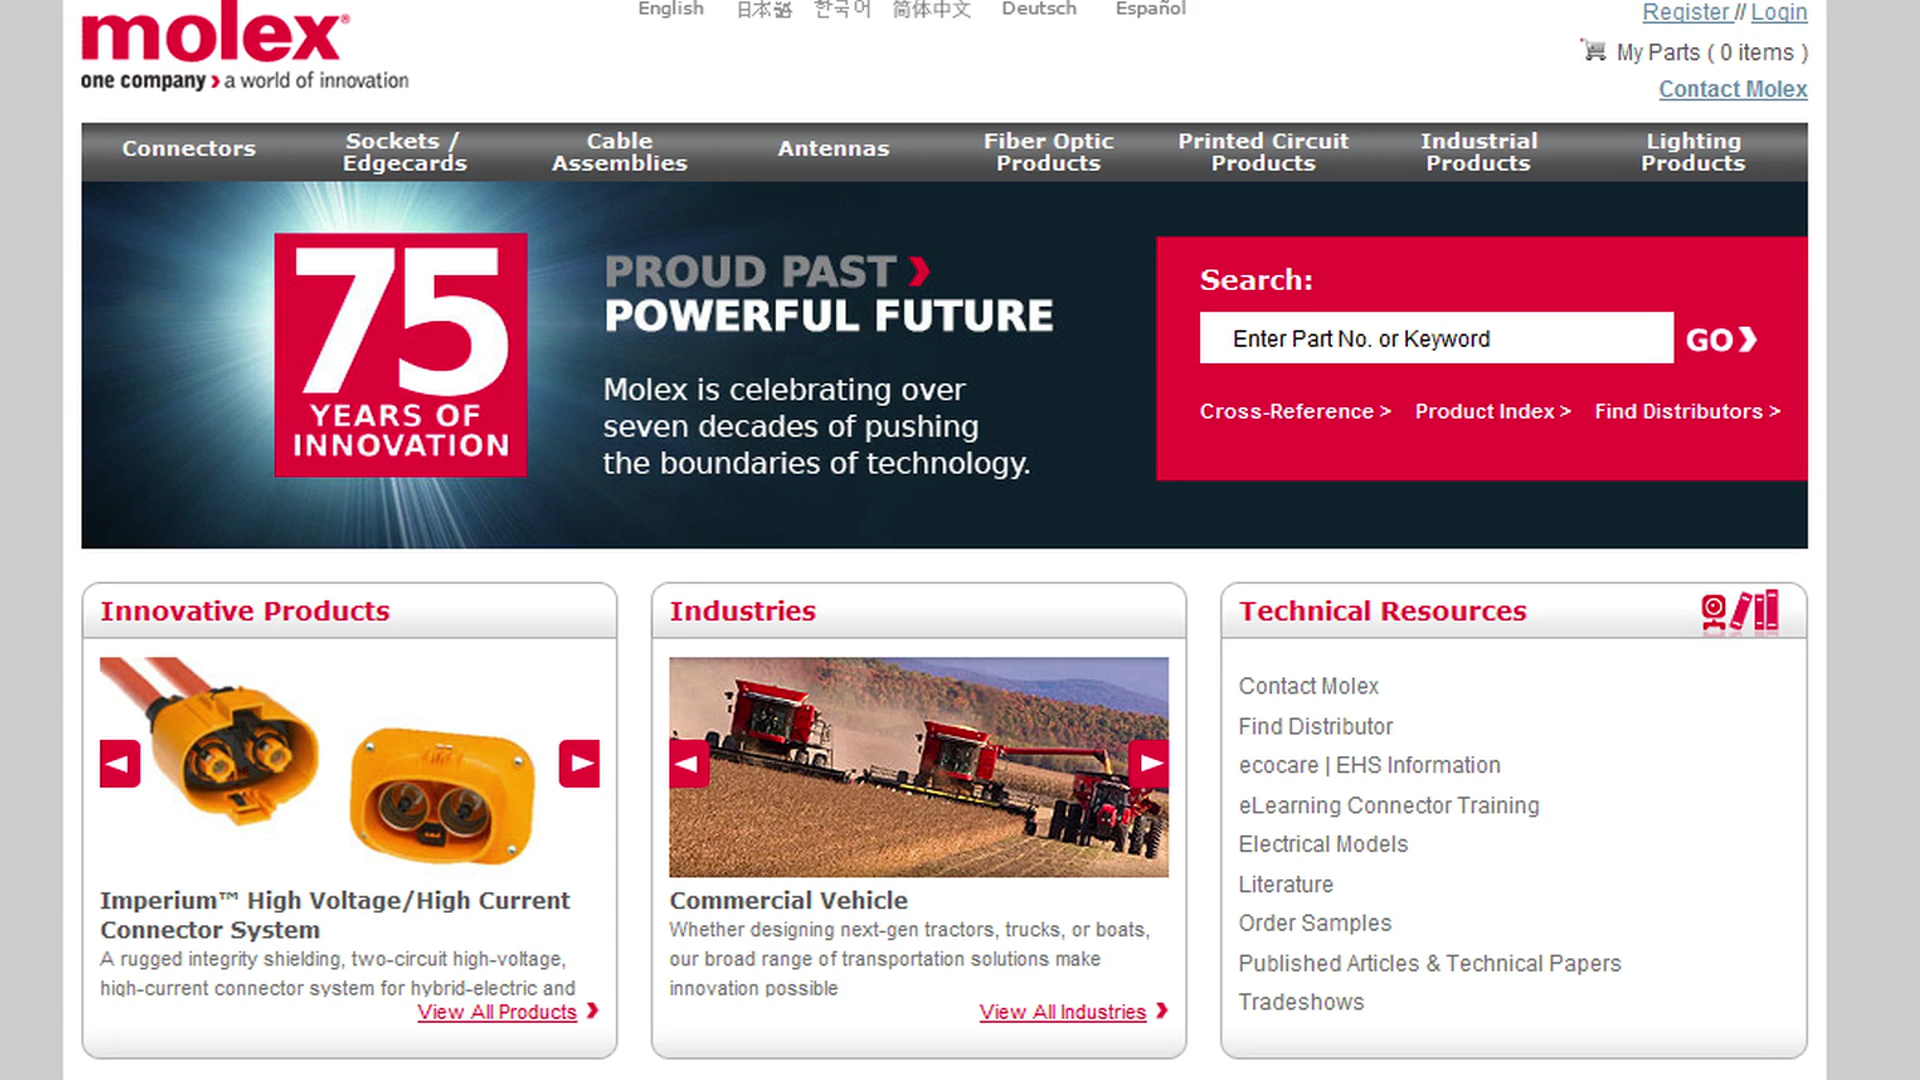 molex®
one company › a world of innovation
English 日本語 한국어 简体中文 Deutsch Español
Register // Login
My Parts ( 0 items )
Contact Molex
Connectors
Sockets /
Edgecards
Cable
Assemblies
Antennas
Fiber Optic
Products
Printed Circuit
Products
Industrial
Products
Lighting
Products
75
YEARS OF
INNOVATION
PROUD PAST ›
POWERFUL FUTURE
Molex is celebrating over
seven decades of pushing
the boundaries of technology.
Search:
Enter Part No. or Keyword
GO ›
Cross-Reference > Product Index > Find Distributors >
Innovative Products
Imperium™ High Voltage/High Current
Connector System
A rugged integrity shielding, two-circuit high-voltage,
high-current connector system for hybrid-electric and
View All Products ›
Industries
Commercial Vehicle
Whether designing next-gen tractors, trucks, or boats,
our broad range of transportation solutions make
innovation possible
View All Industries ›
Technical Resources
Contact Molex
Find Distributor
ecocare | EHS Information
eLearning Connector Training
Electrical Models
Literature
Order Samples
Published Articles & Technical Papers
Tradeshows